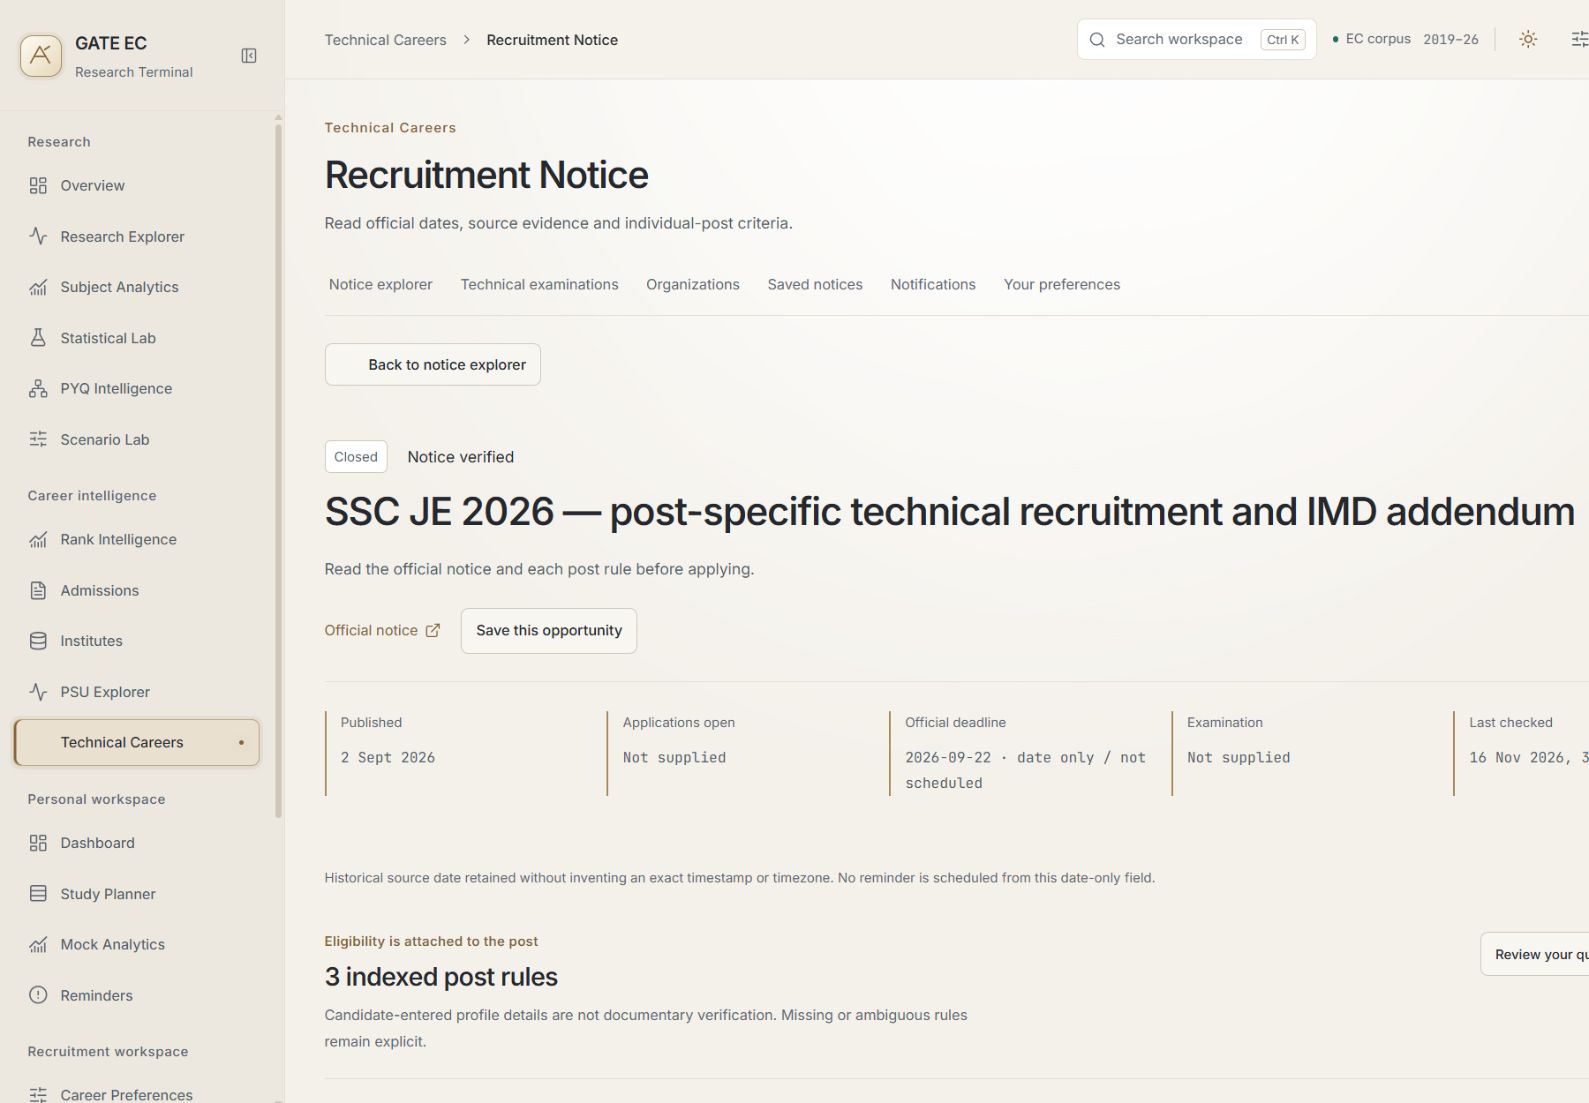 GATE EC
Research Terminal
Research
Overview
Research Explorer
Subject Analytics
Statistical Lab
PYQ Intelligence
Scenario Lab
Career intelligence
Rank Intelligence
Admissions
Institutes
PSU Explorer
Technical Careers
Personal workspace
Dashboard
Study Planner
Mock Analytics
Reminders
Recruitment workspace
Career Preferences
Technical Careers > Recruitment Notice
Search workspace Ctrl K
EC corpus 2019–26
Technical Careers
Recruitment Notice
Read official dates, source evidence and individual-post criteria.
Notice explorer Technical examinations Organizations Saved notices Notifications Your preferences
Back to notice explorer
Closed Notice verified
SSC JE 2026 — post-specific technical recruitment and IMD addendum
Read the official notice and each post rule before applying.
Official notice Save this opportunity
Published
2 Sept 2026
Applications open
Not supplied
Official deadline
2026-09-22 · date only / not
scheduled
Examination
Not supplied
Last checked
16 Nov 2026, 3
Historical source date retained without inventing an exact timestamp or timezone. No reminder is scheduled from this date-only field.
Eligibility is attached to the post
3 indexed post rules
Candidate-entered profile details are not documentary verification. Missing or ambiguous rules
remain explicit.
Review your